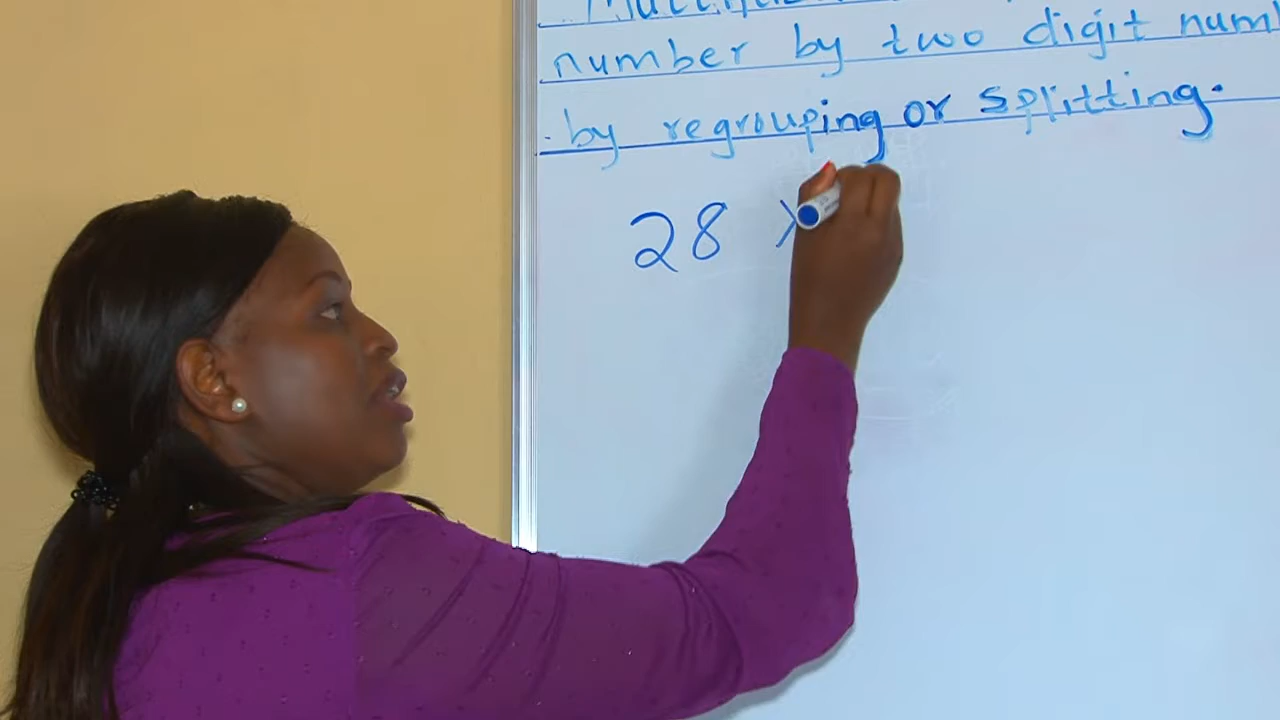 number by two digit num
. by regrouping or splitting.
28